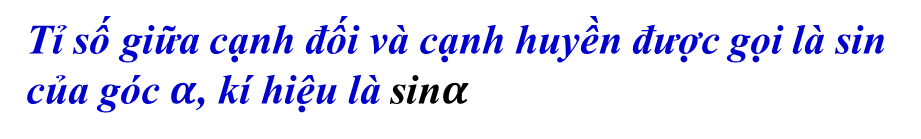 Tỉ số giữa cạnh đối và cạnh huyền được gọi là sin
của góc α, kí hiệu là sinα